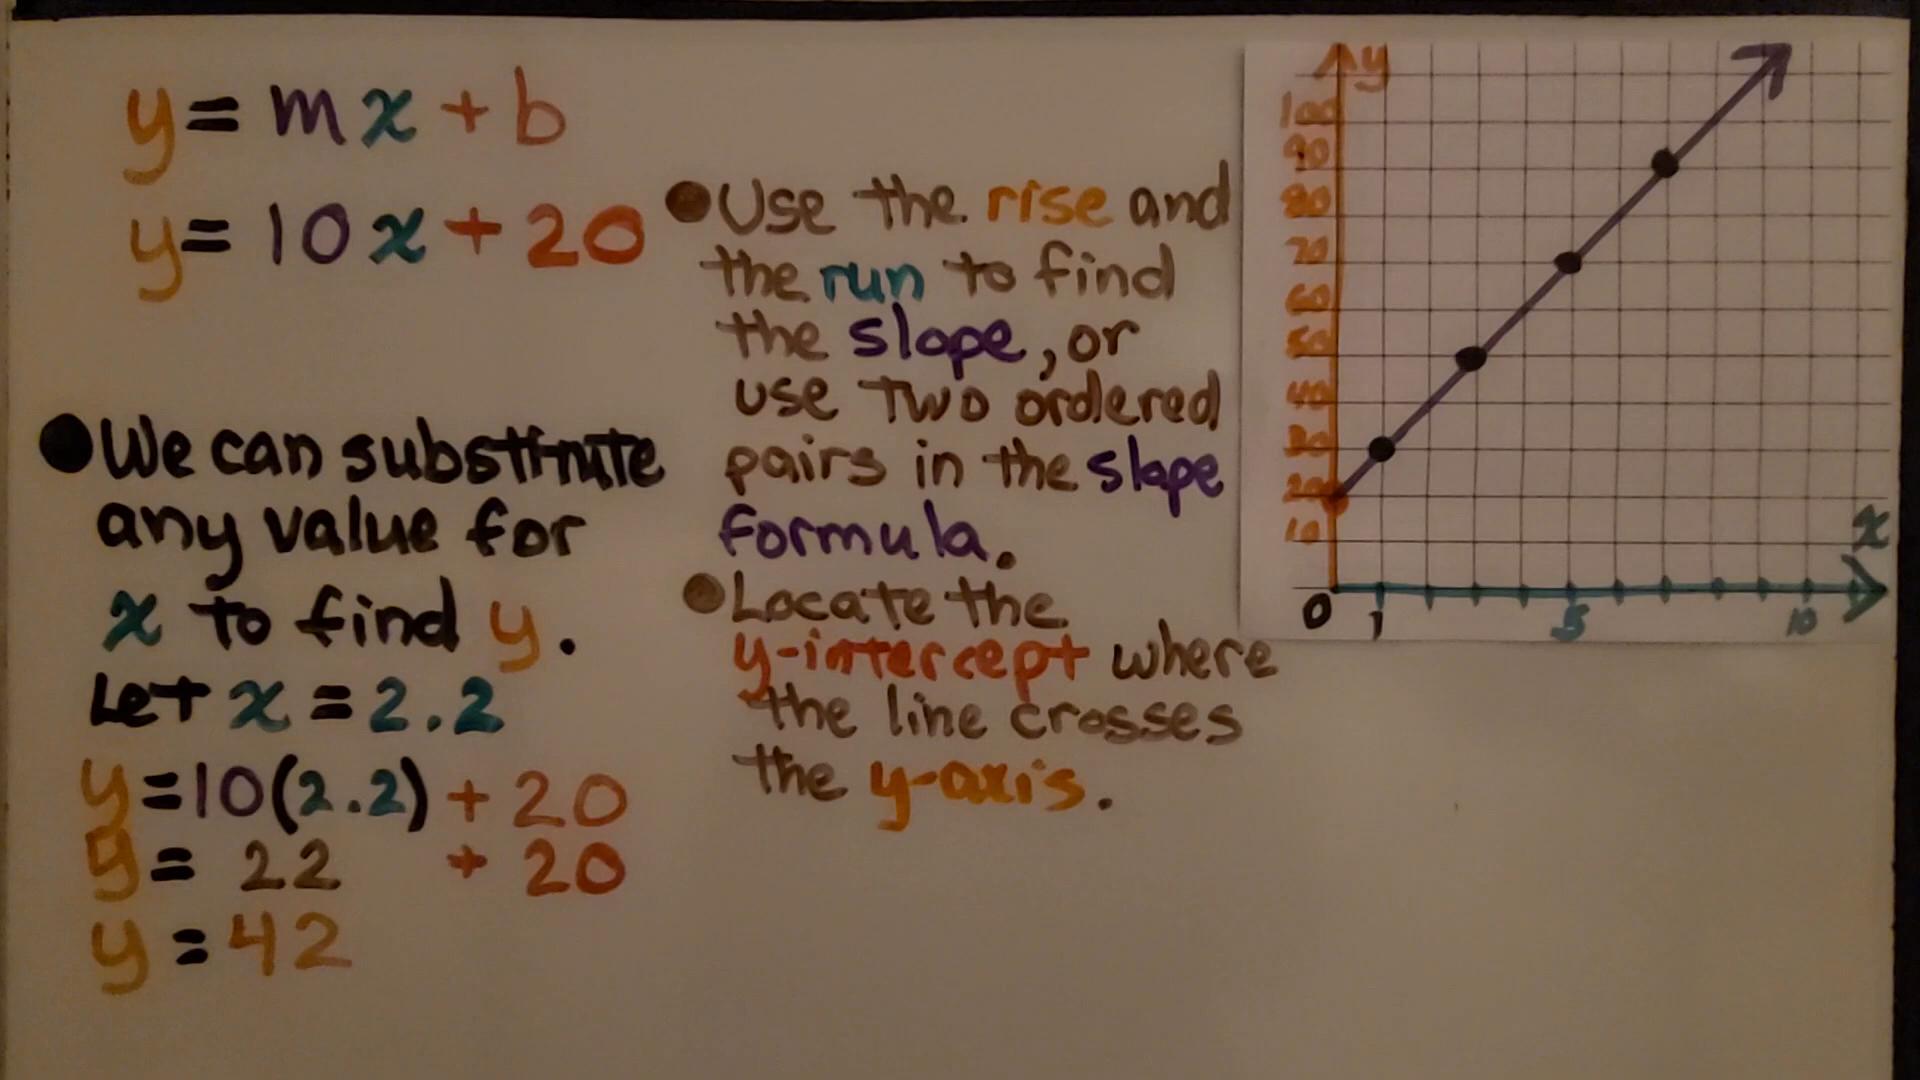 y = mx + b
y = 10x + 20
● We can substitute
any value for
x to find y.
Let x = 2.2
y = 10(2.2) + 20
y = 22 + 20
y = 42
● Use the rise and
the run to find
the slope, or
use two ordered
pairs in the slope
formula.
● Locate the
y-intercept where
the line crosses
the y-axis.
y
100
90
80
70
60
50
40
30
20
10
x
0 1 5 10